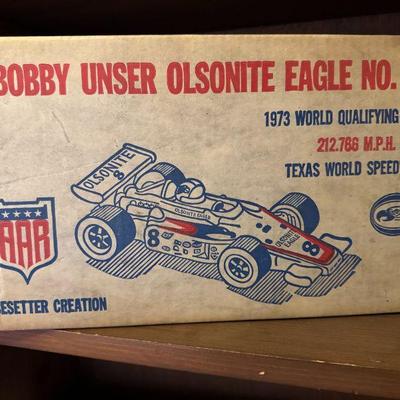 BOBBY UNSER OLSONITE EAGLE NO.
1973 WORLD QUALIFYING
212.766 M.P.H.
TEXAS WORLD SPEED
OLSONITE
8
OLSONITE EAGLE
8
8
OLSONITE
EAGLE
AAR
ESETTER CREATION